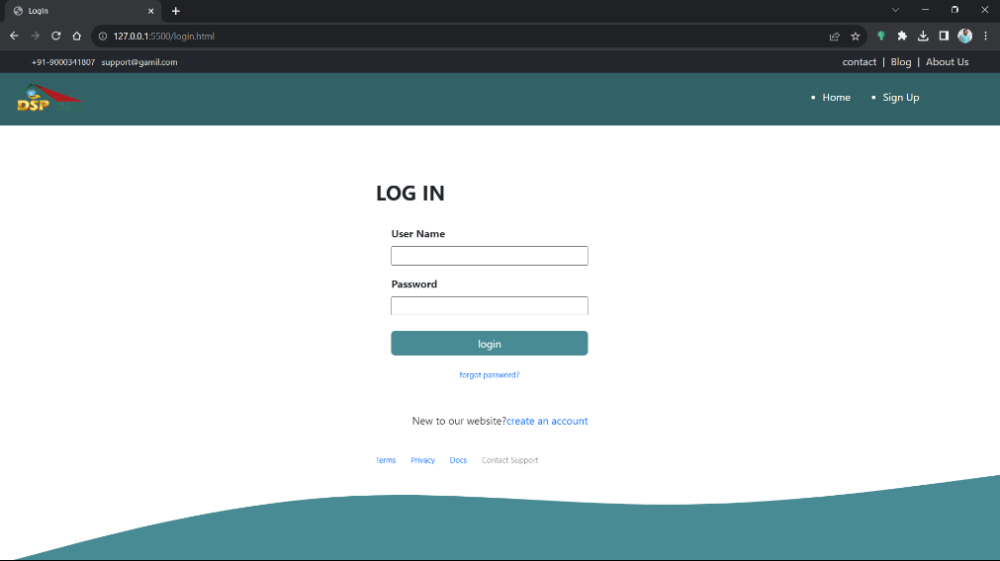 LogIn
127.0.0.1:5500/login.html
+91-9000341807 support@gamil.com
contact | Blog | About Us
DSP
• Home • Sign Up
LOG IN
User Name
Password
login
forgot password?
New to our website?create an account
Terms Privacy Docs Contact Support